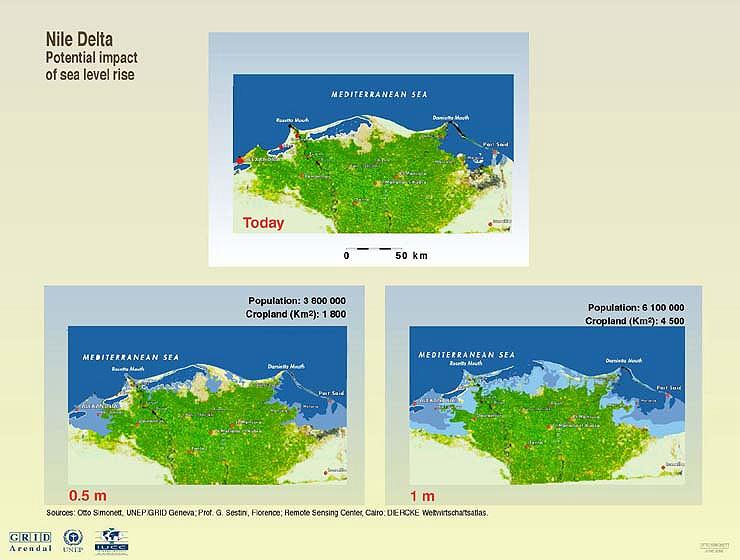 Nile Delta
Potential impact
of sea level rise
MEDITERRANEAN SEA
Rosetta Mouth
Damietta Mouth
Port Said
Today
0 50 km
Population: 3 800 000
Cropland (Km²): 1 800
MEDITERRANEAN SEA
Rosetta Mouth
Damietta Mouth
Port Said
0.5 m
Population: 6 100 000
Cropland (Km²): 4 500
MEDITERRANEAN SEA
Rosetta Mouth
Damietta Mouth
Port Said
1 m
Sources: Otto Simonett, UNEP/GRID Geneva; Prof. G. Sestini, Florence; Remote Sensing Center, Cairo; DIERCKE Weltwirtschaftsatlas.
GRID
Arendal
UNEP
IUCC